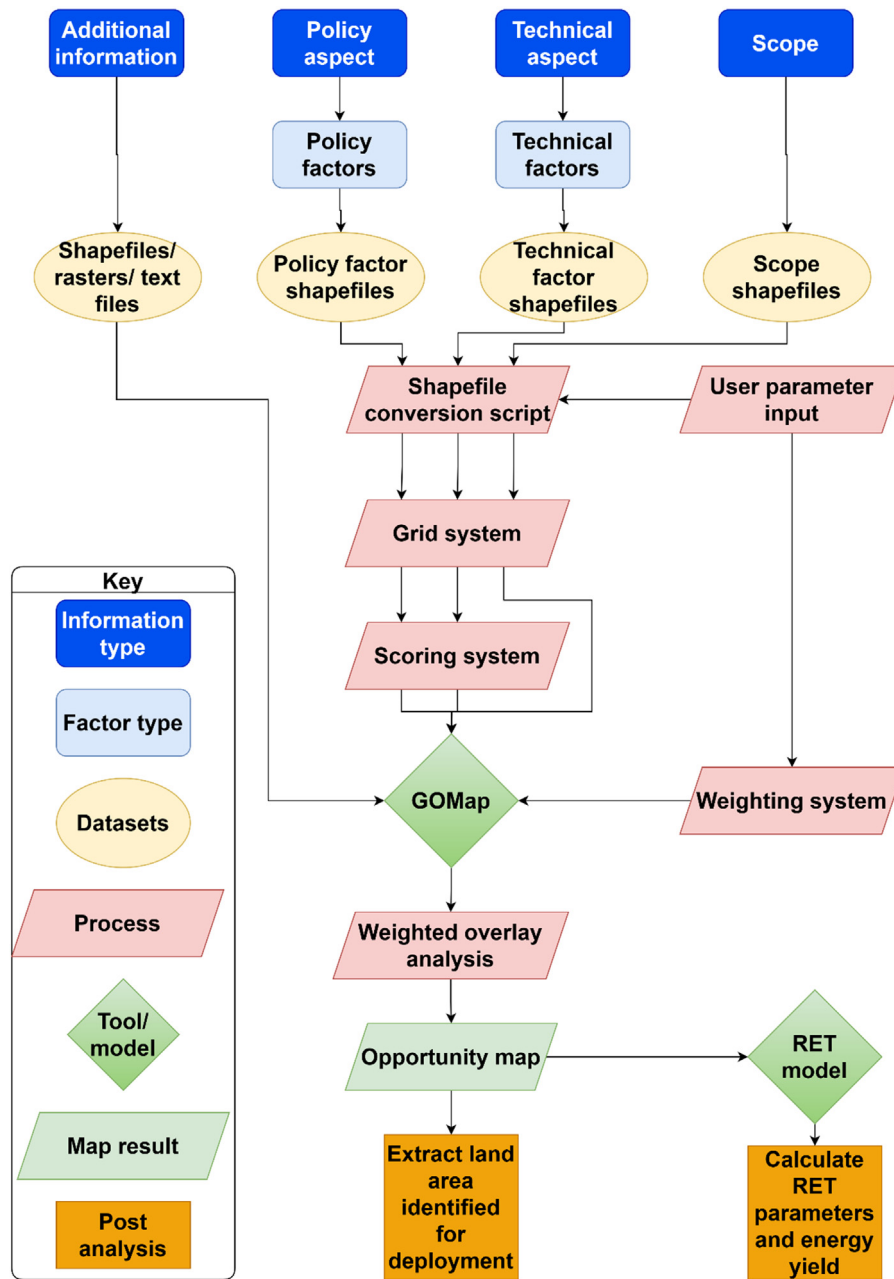 Additional
information
Policy
aspect
Technical
aspect
Scope
Policy
factors
Technical
factors
Shapefiles/
rasters/ text
files
Policy factor
shapefiles
Technical
factor
shapefiles
Scope
shapefiles
Shapefile
conversion script
User parameter
input
Grid system
Scoring system
GOMap
Weighting system
Weighted overlay
analysis
Opportunity map
RET
model
Extract land
area
identified for
deployment
Calculate
RET
parameters
and energy
yield
Key
Information
type
Factor type
Datasets
Process
Tool/
model
Map result
Post
analysis